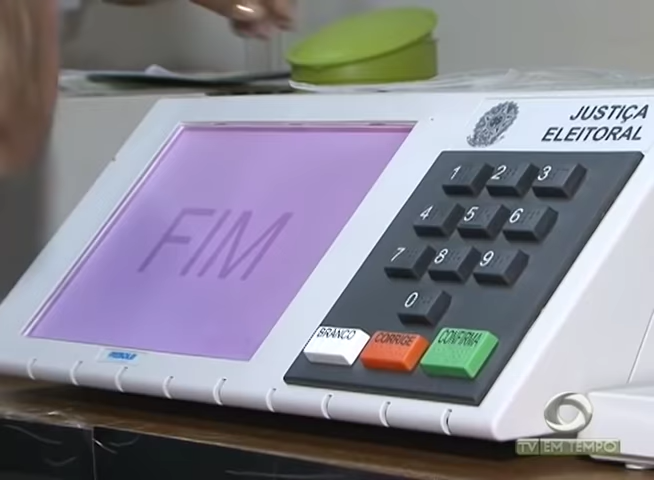 JUSTIÇA
ELEITORAL
FIM
1 2 3
4 5 6
7 8 9
0
BRANCO CORRIGE CONFIRMA
DIEBOLD
TV EM TEMPO